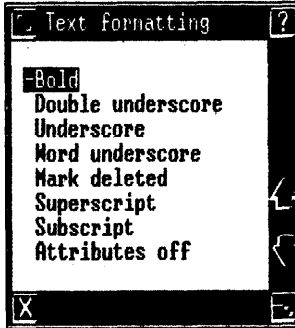 Text formatting ?
-Bold
Double underscore
Underscore
Word underscore
Mark deleted
Superscript
Subscript
Attributes off
X